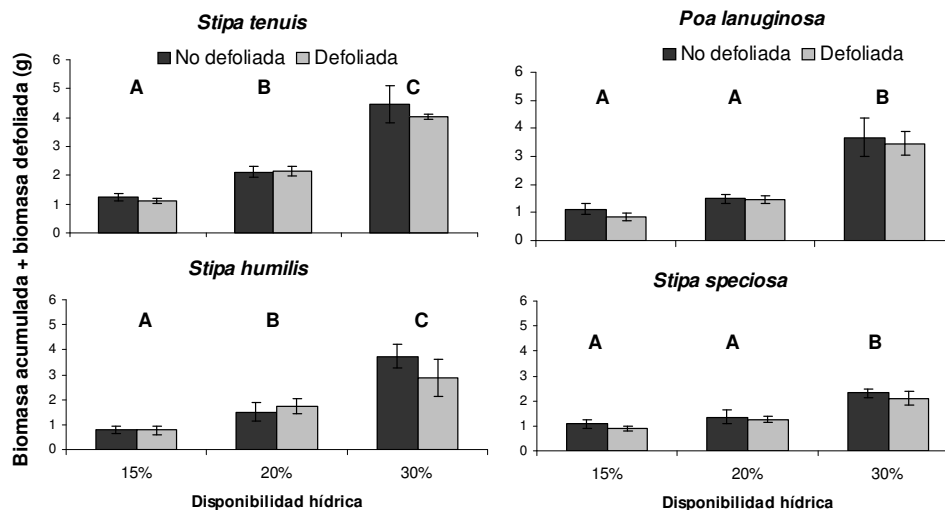 Stipa tenuis
Poa lanuginosa
No defoliada
Defoliada
No defoliada
Defoliada
6
5
4
3
2
1
0
A
B
C
6
5
4
3
2
1
0
A
A
B
Biomasa acumulada + biomasa defoliada (g)
Stipa humilis
Stipa speciosa
6
5
4
3
2
1
0
A
B
C
6
5
4
3
2
1
0
A
A
B
15%
20%
30%
15%
20%
30%
Disponibilidad hídrica
Disponibilidad hídrica